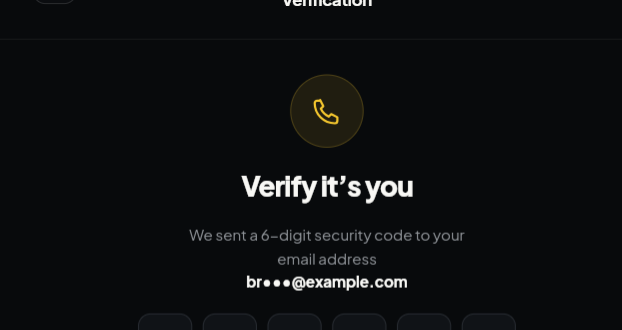 Verification
Verify it’s you
We sent a 6–digit security code to your
email address
br●●●@example.com